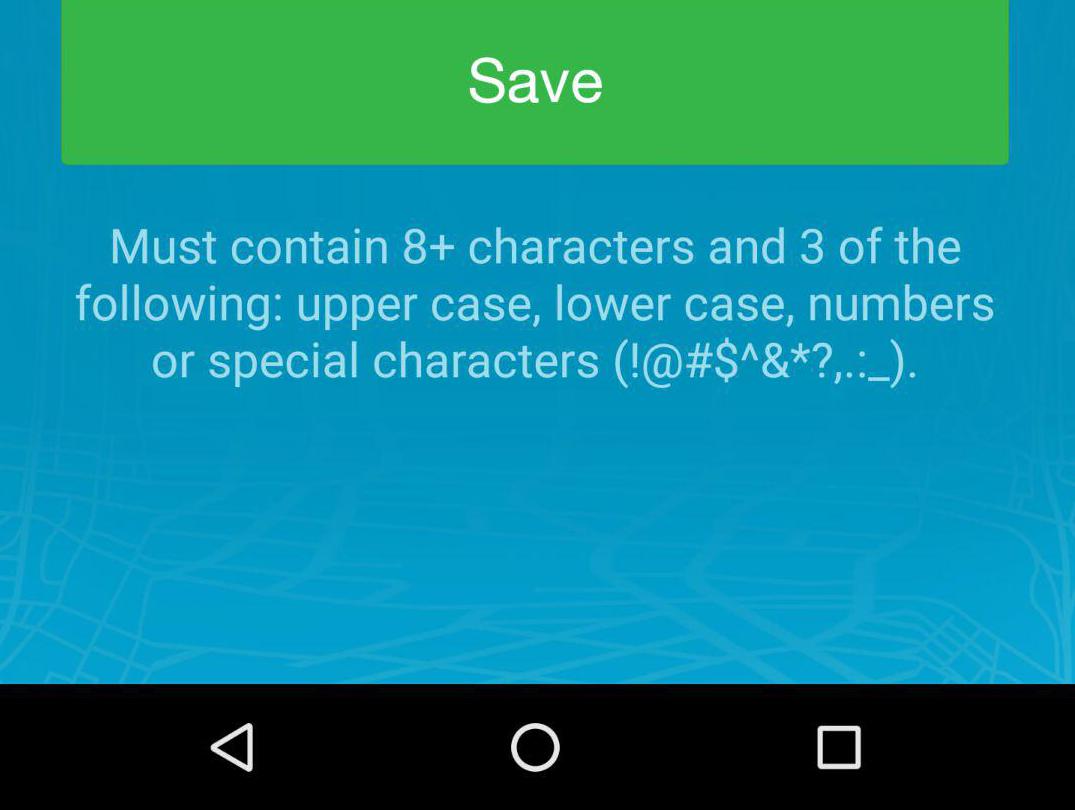 Save
Must contain 8+ characters and 3 of the
following: upper case, lower case, numbers
or special characters (!@#$^&*?,.:_).